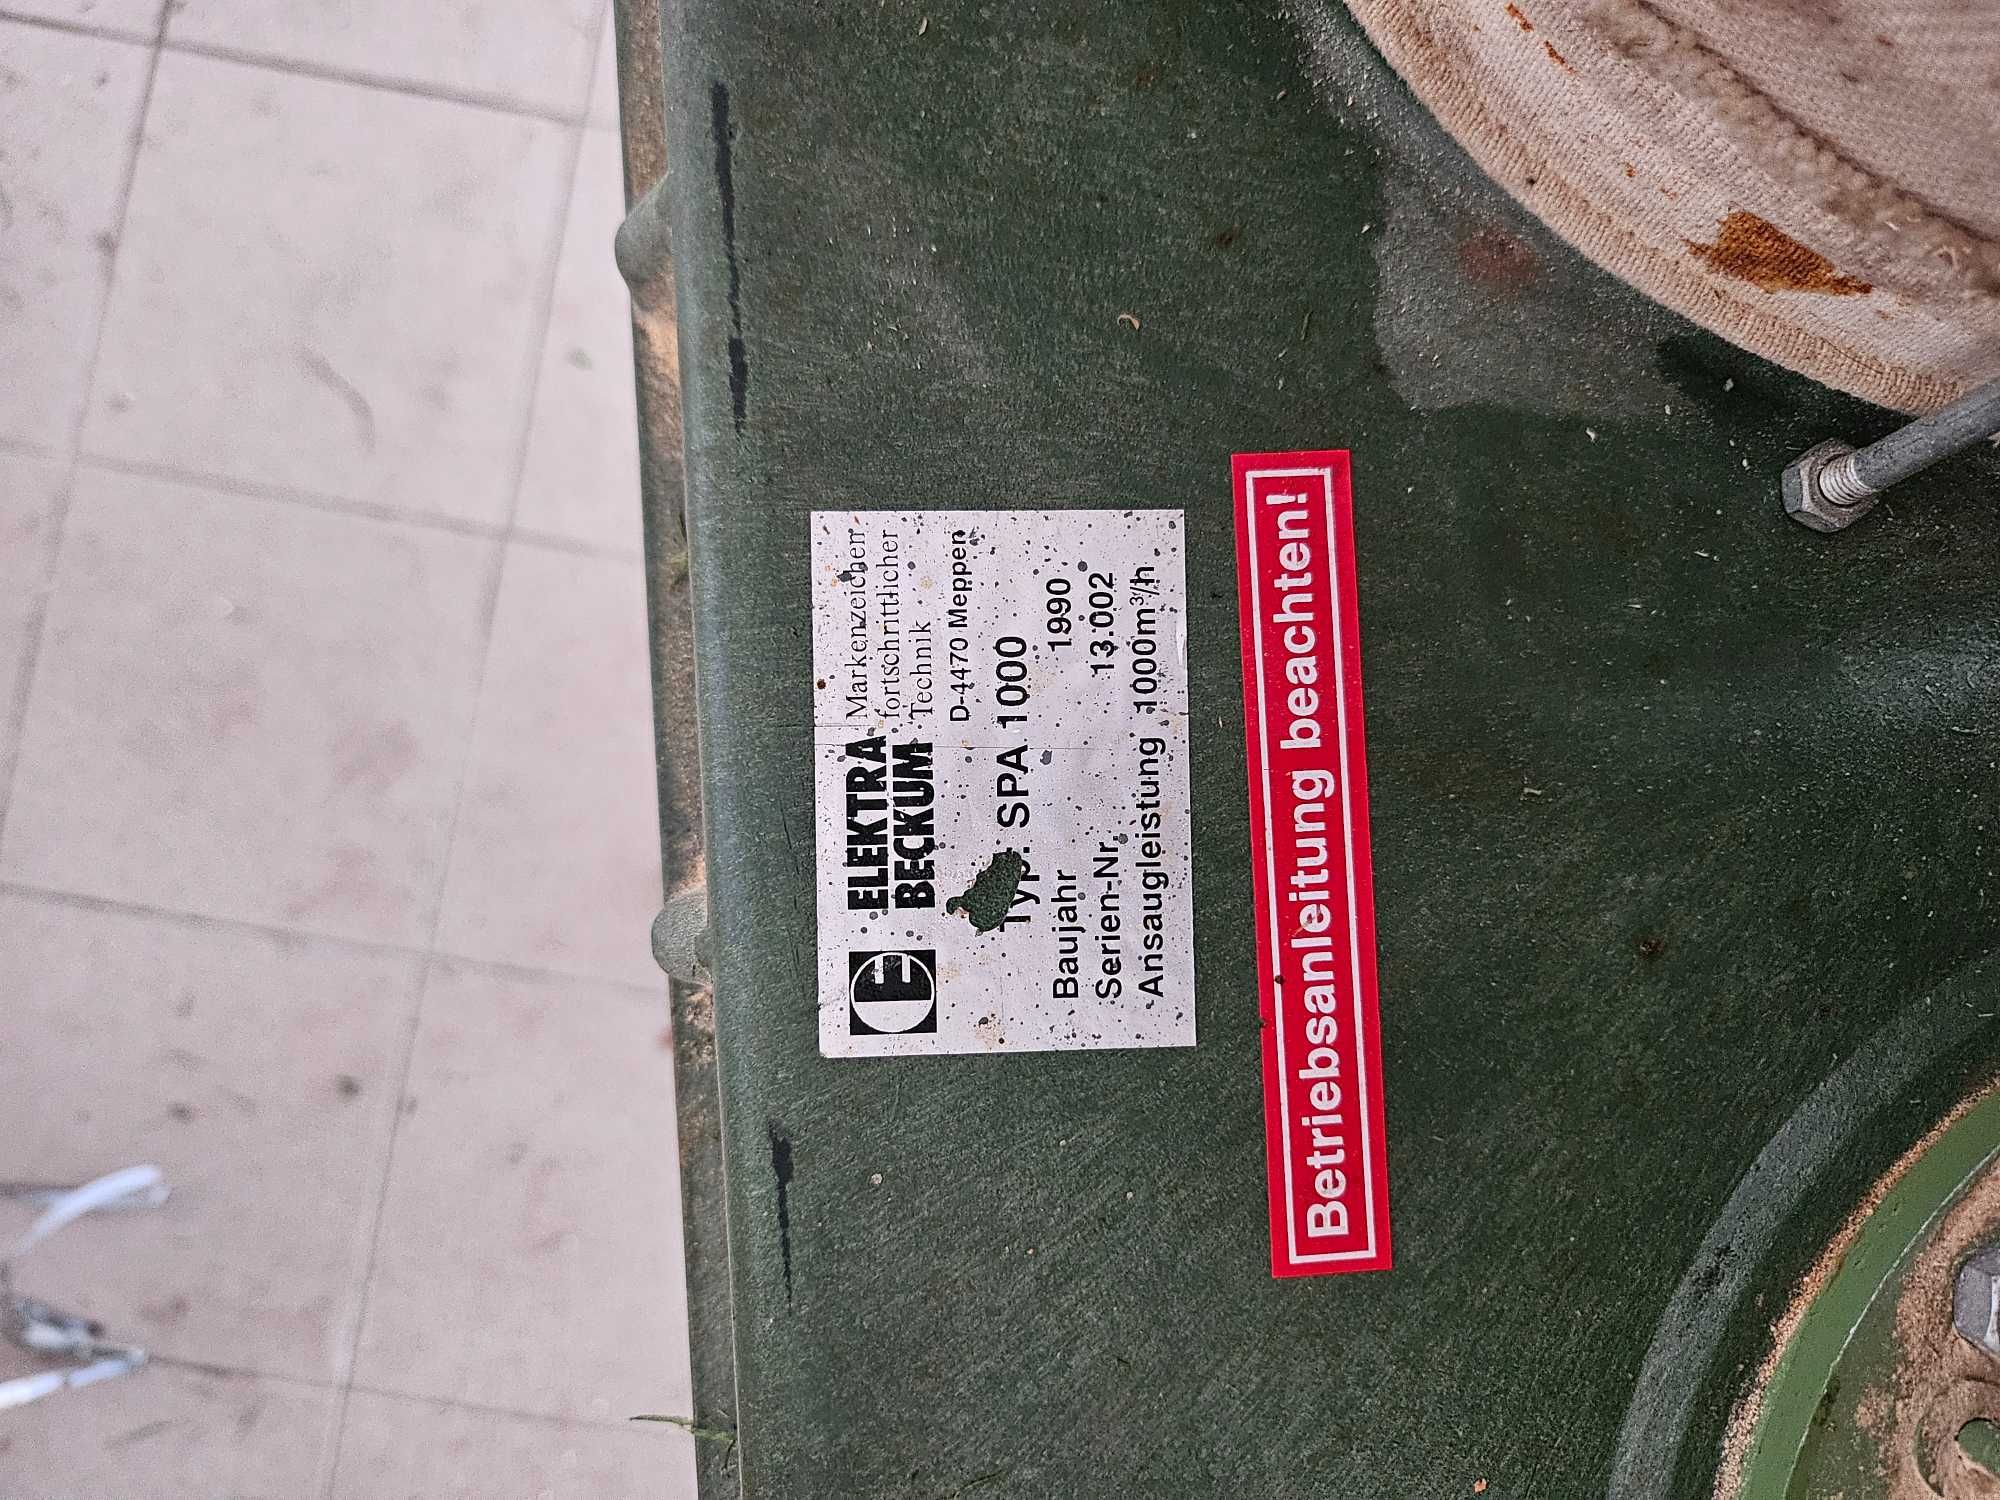 E
ELEKTRA
BECKUM
Markenzeichen
fortschrittlicher
Technik
D-4470 Meppen
Typ: SPA 1000
Baujahr 1990
Serien-Nr. 13.002
Ansaugleistung 1000m³/h
Betriebsanleitung beachten!